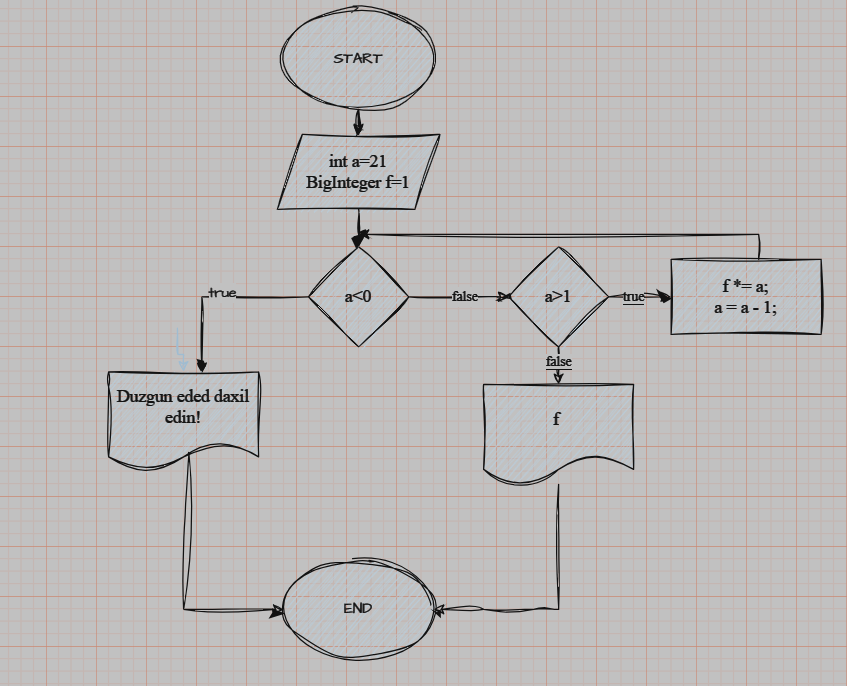 START
int a=21
BigInteger f=1
a<0
true
false
a>1
true
f *= a;
a = a - 1;
false
Duzgun eded daxil
edin!
f
END